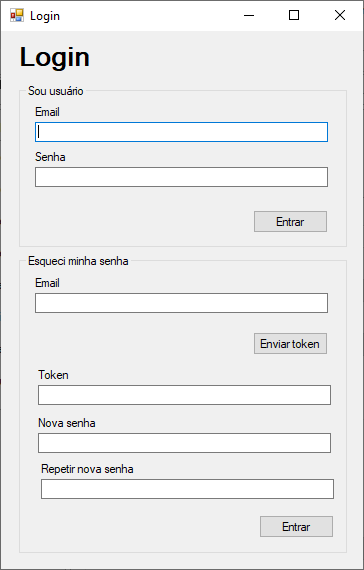 Login
Login
Sou usuário
Email
Senha
Entrar
Esqueci minha senha
Email
Enviar token
Token
Nova senha
Repetir nova senha
Entrar